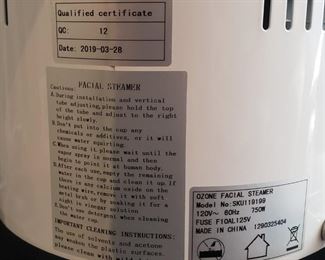 Qualified certificate
QC: 12
Date: 2019-03-28
FACIAL STEAMER
Cautions:
A.During installation and vertical
tube adjusting,please hold the top
of the tube and adjust to the right
height slowly.
B.Don't put into the cup any
chemicals or additives, or it will
cause water squirting.
C.When using it please wait until the
vapor spray is normal and then
begin to point it at human body.
D.After each use, empty the remaining
water in the cup and clean it up If
there is any calcium oxide on the
heating wire, remove it with soft
metal brush or soak it for a
night in vinegar solution
E.Don't use detergent when cleaning
the cup.
IMPORTANT CLEANING INSTRUCTIONS:
The use of solvents and acetone
may makes the plastic surfaces
OZONE FACIAL STEAMER
Model No: SKU119199
120V~ 60Hz 750W
FUSE F10AL125V
MADE IN CHINA 1290325404